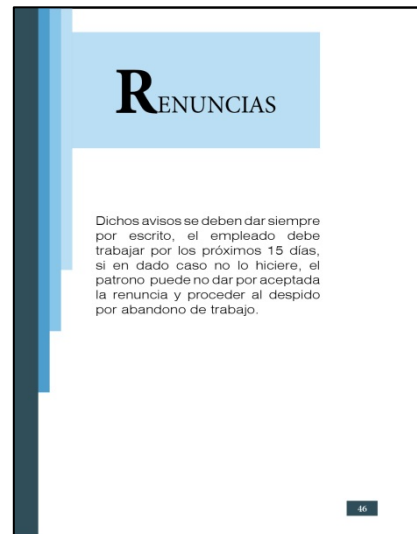 RENUNCIAS
Dichos avisos se deben dar siempre
por escrito, el empleado debe
trabajar por los próximos 15 días,
si en dado caso no lo hiciere, el
patrono puede no dar por aceptada
la renuncia y proceder al despido
por abandono de trabajo.
46